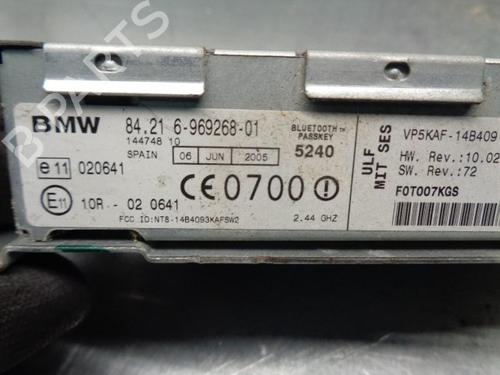 B PARTS
BMW 84.21 6-969268-01
144748 10
SPAIN 06 JUN 2005
BLUETOOTH™
PASSKEY
5240
e11 020641
CE0700!
E11 10R-- 02 0641
FCC ID:NT8-14B4093KAFSW2 2.44 GHZ
ULF
MIT SES
VP5KAF-14B409
HW. Rev.:10.02
SW. Rev.:72
F0T007KGS